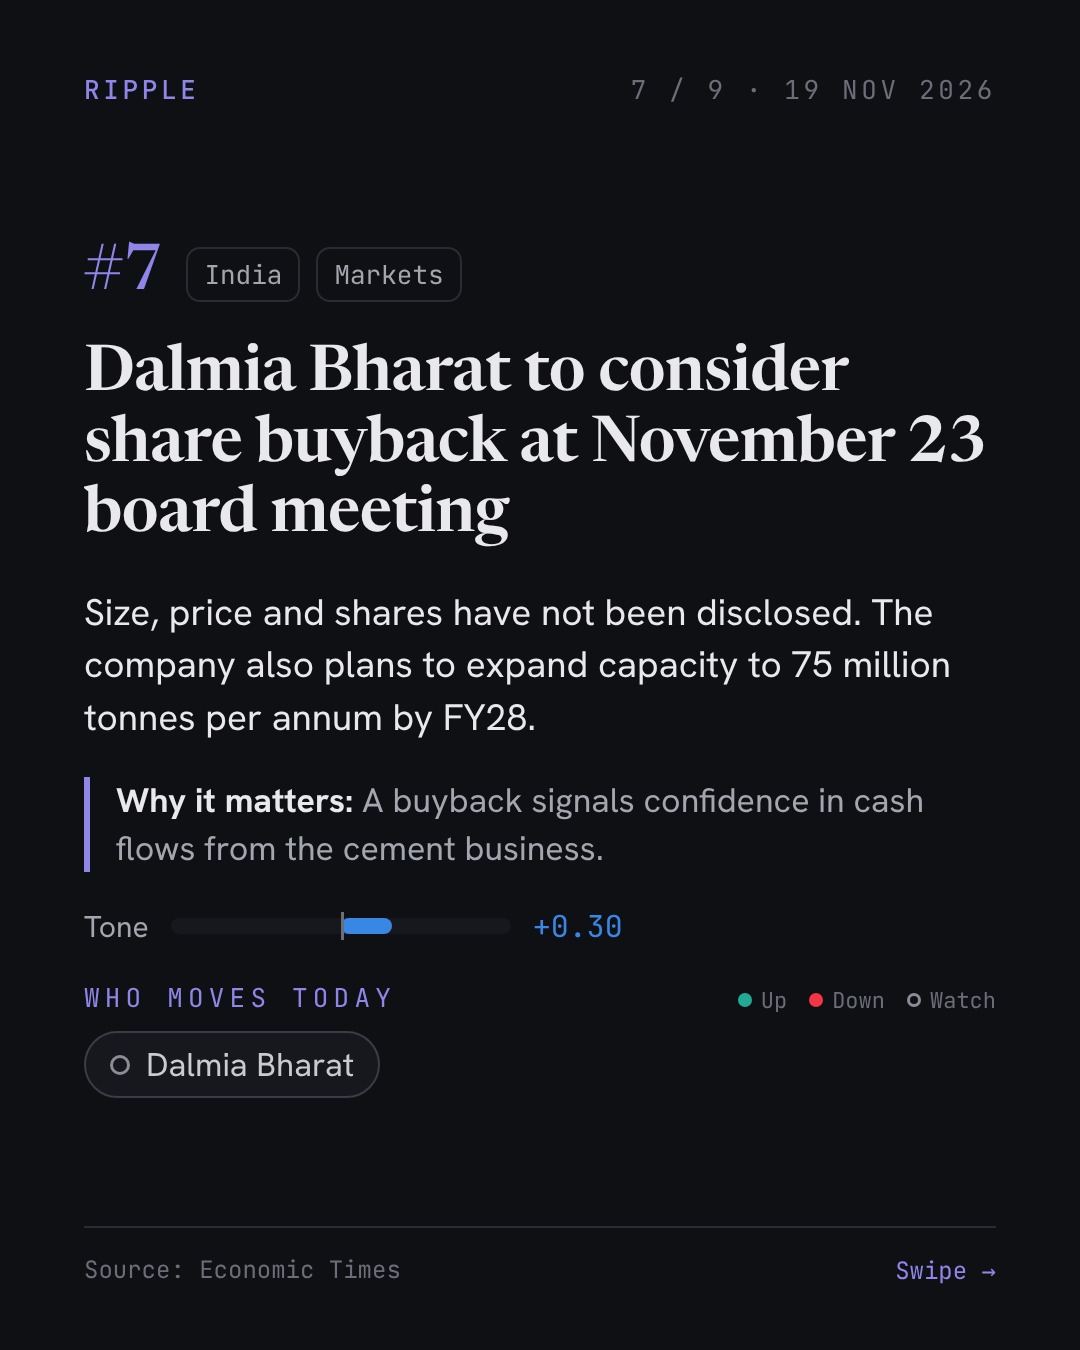 RIPPLE
7 / 9 · 19 NOV 2026
#7
India
Markets
Dalmia Bharat to consider
share buyback at November 23
board meeting
Size, price and shares have not been disclosed. The
company also plans to expand capacity to 75 million
tonnes per annum by FY28.
Why it matters: A buyback signals confidence in cash
flows from the cement business.
Tone
+0.30
WHO MOVES TODAY
Up
Down
Watch
Dalmia Bharat
Source: Economic Times
Swipe →